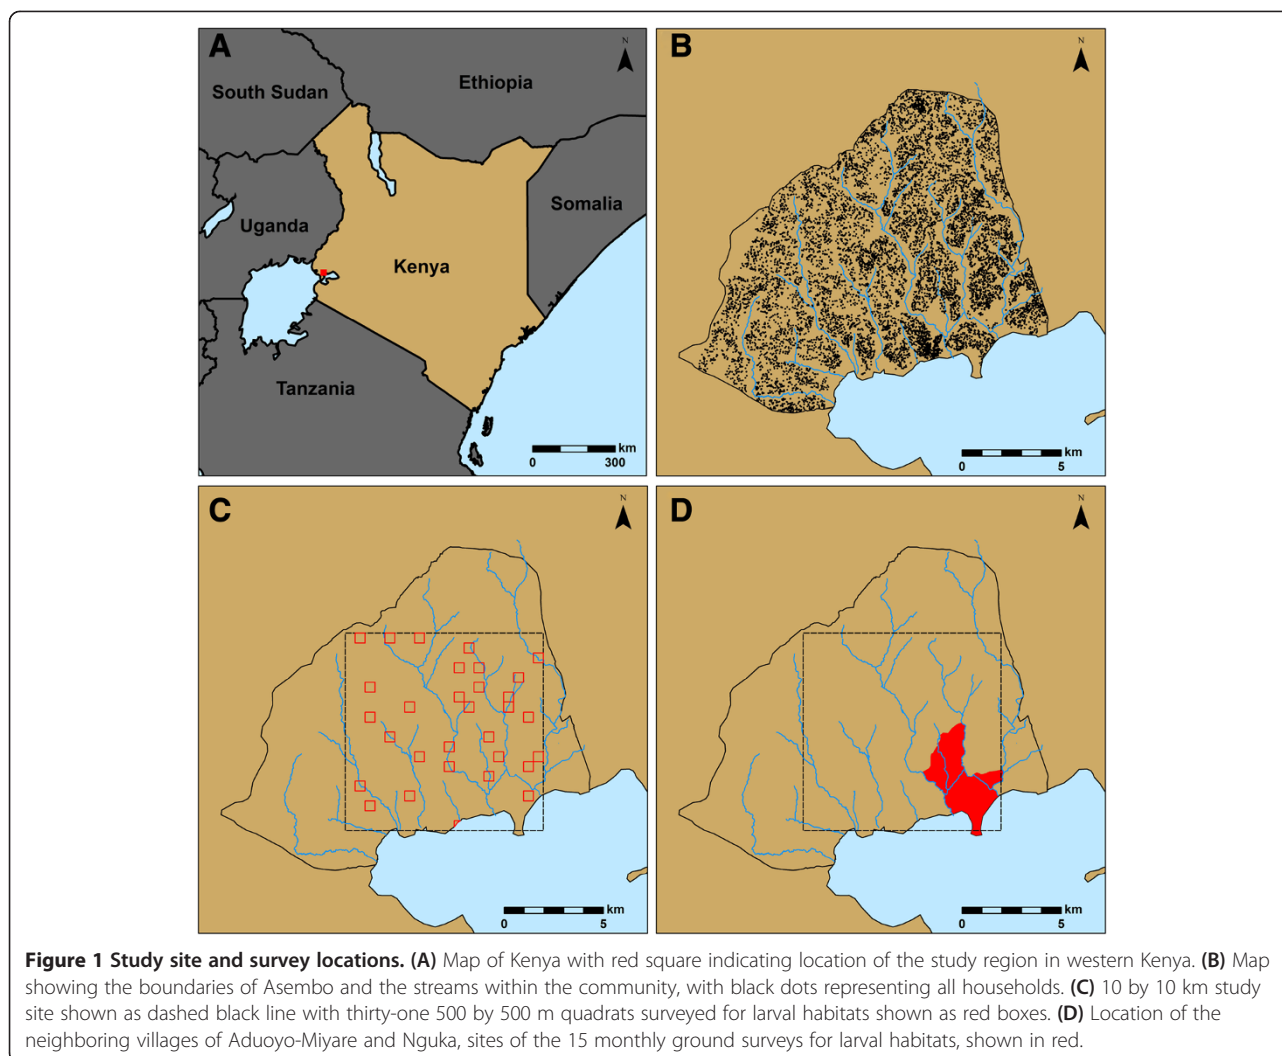 A
N
South Sudan
Ethiopia
Uganda
Somalia
Kenya
Tanzania
km
0 300
B
N
km
0 5
C
N
km
0 5
D
N
km
0 5
Figure 1 Study site and survey locations. (A) Map of Kenya with red square indicating location of the study region in western Kenya. (B) Map
showing the boundaries of Asembo and the streams within the community, with black dots representing all households. (C) 10 by 10 km study
site shown as dashed black line with thirty-one 500 by 500 m quadrats surveyed for larval habitats shown as red boxes. (D) Location of the
neighboring villages of Aduoyo-Miyare and Nguka, sites of the 15 monthly ground surveys for larval habitats, shown in red.